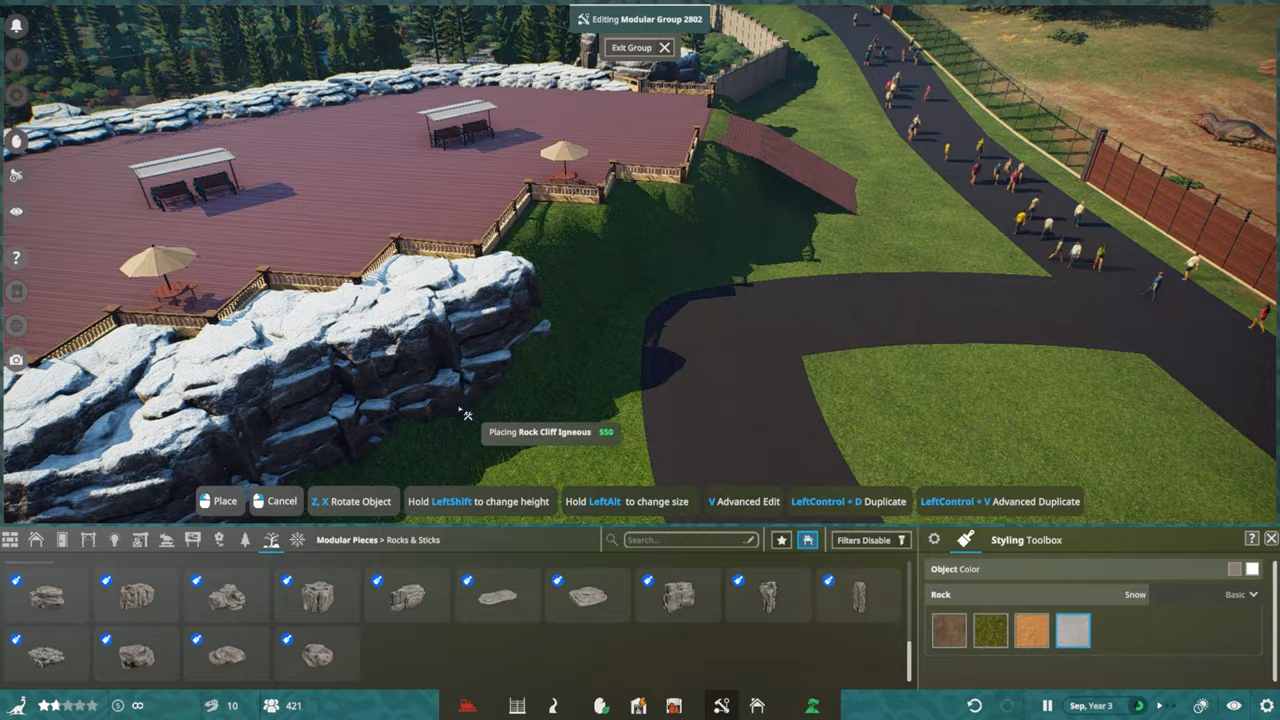 Editing Modular Group 2802
Exit Group
Placing Rock Cliff Igneous $50
Place
Cancel
Z, X Rotate Object
Hold LeftShift to change height
Hold LeftAlt to change size
V Advanced Edit
LeftControl + D Duplicate
LeftControl + V Advanced Duplicate
Modular Pieces > Rocks & Sticks
Search...
Filters Disable
Styling Toolbox
?
Object Color
Rock
Snow
Basic
10
421
Sep, Year 3